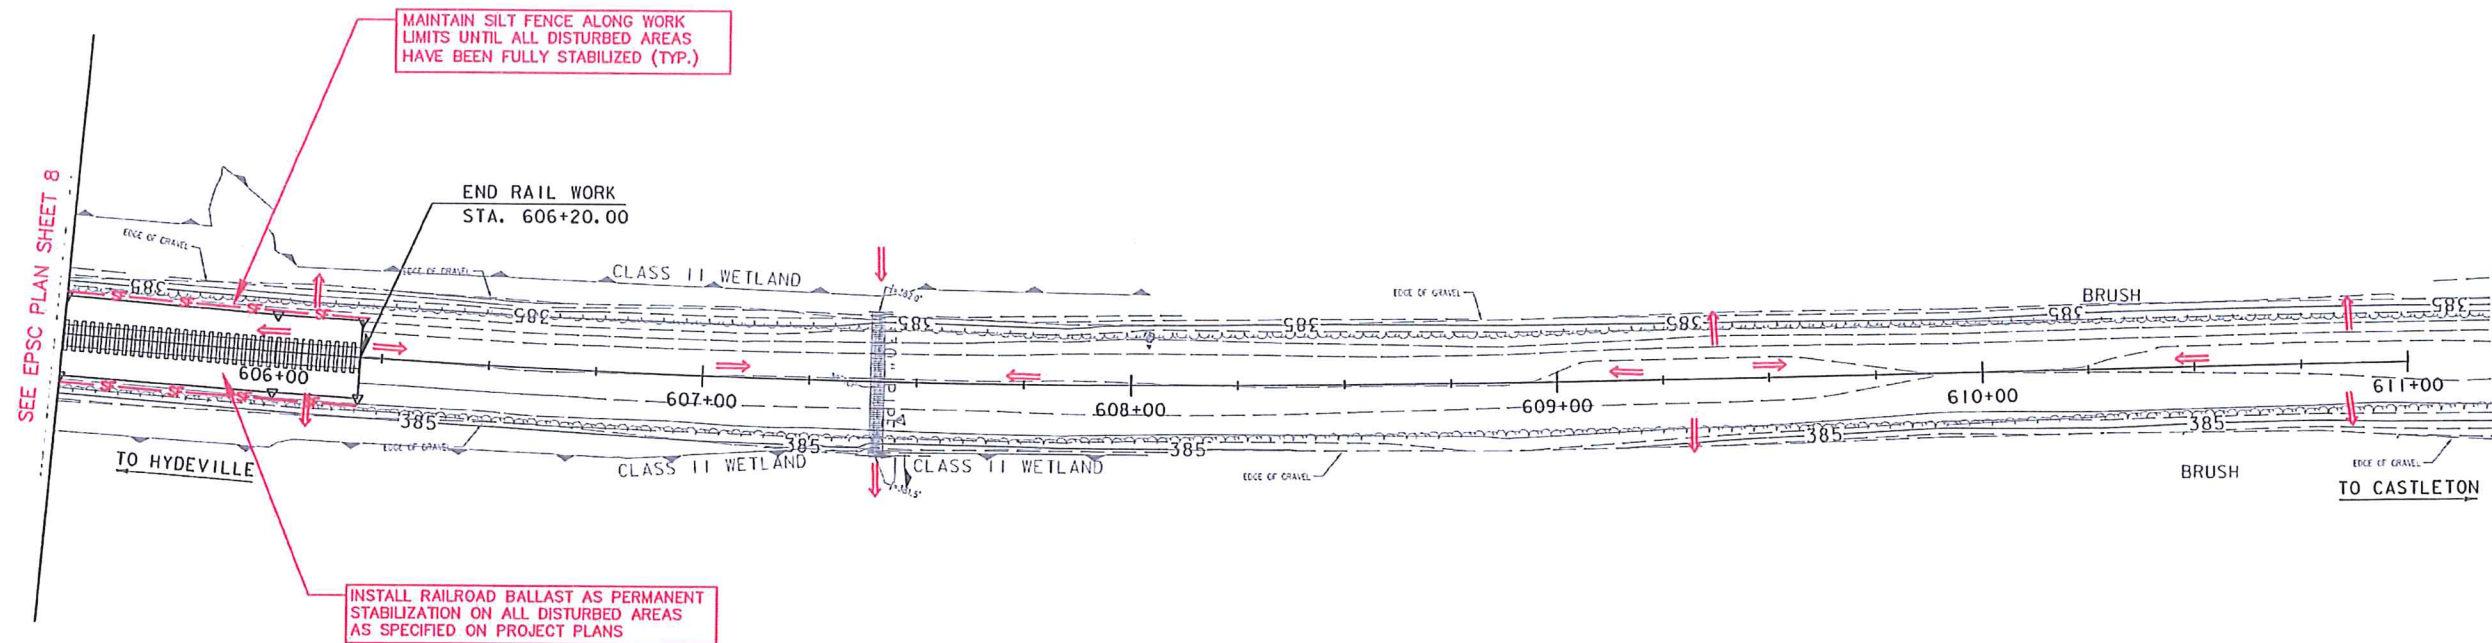 MAINTAIN SILT FENCE ALONG WORK
LIMITS UNTIL ALL DISTURBED AREAS
HAVE BEEN FULLY STABILIZED (TYP.)
SEE EPSC PLAN SHEET 8
END RAIL WORK
STA. 606+20.00
EDGE OF GRAVEL
EDGE OF GRAVEL
CLASS II WETLAND
EDGE OF GRAVEL
BRUSH
385
SF
SF
SF
SF
385
385
385
385
385
385
606+00
607+00
608+00
609+00
610+00
611+00
SF
SF
SF
SF
385
385
385
385
385
TO HYDEVILLE
EDGE OF GRAVEL
CLASS II WETLAND
CLASS II WETLAND
EDGE OF GRAVEL
BRUSH
EDGE OF GRAVEL
TO CASTLETON
INSTALL RAILROAD BALLAST AS PERMANENT
STABILIZATION ON ALL DISTURBED AREAS
AS SPECIFIED ON PROJECT PLANS